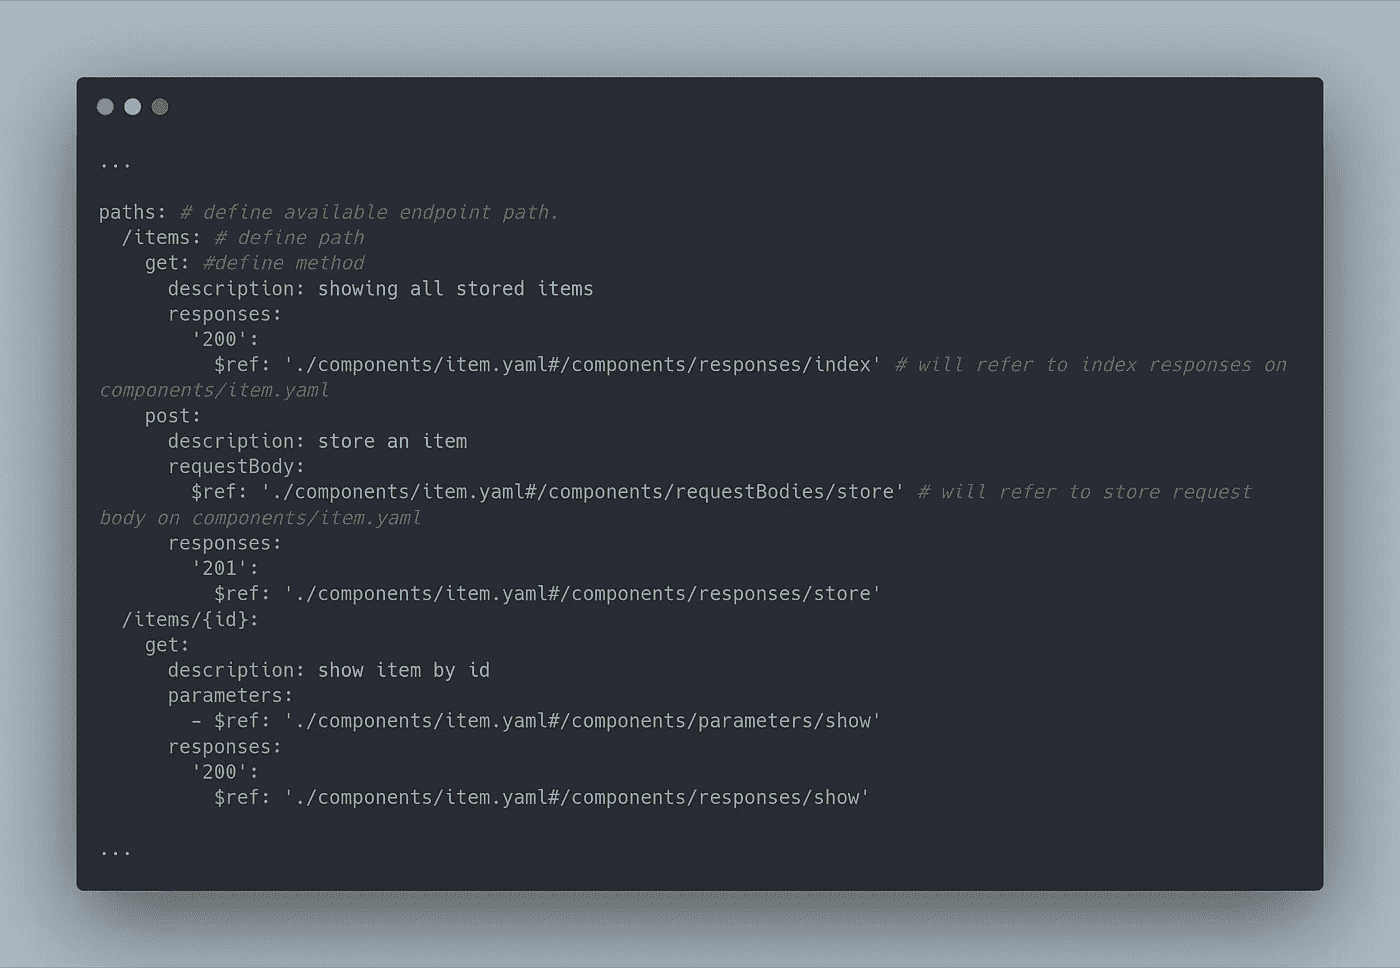 ...
paths: # define available endpoint path.
  /items: # define path
    get: #define method
      description: showing all stored items
      responses:
        '200':
          $ref: './components/item.yaml#/components/responses/index' # will refer to index responses on
components/item.yaml
    post:
      description: store an item
      requestBody:
        $ref: './components/item.yaml#/components/requestBodies/store' # will refer to store request
body on components/item.yaml
      responses:
        '201':
          $ref: './components/item.yaml#/components/responses/store'
  /items/{id}:
    get:
      description: show item by id
      parameters:
        - $ref: './components/item.yaml#/components/parameters/show'
      responses:
        '200':
          $ref: './components/item.yaml#/components/responses/show'
...